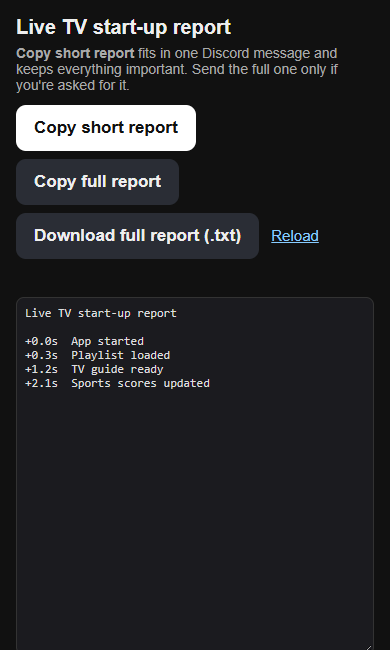 Live TV start-up report
Copy short report fits in one Discord message and
keeps everything important. Send the full one only if
you're asked for it.
Copy short report
Copy full report
Download full report (.txt) Reload
Live TV start-up report
+0.0s App started
+0.3s Playlist loaded
+1.2s TV guide ready
+2.1s Sports scores updated